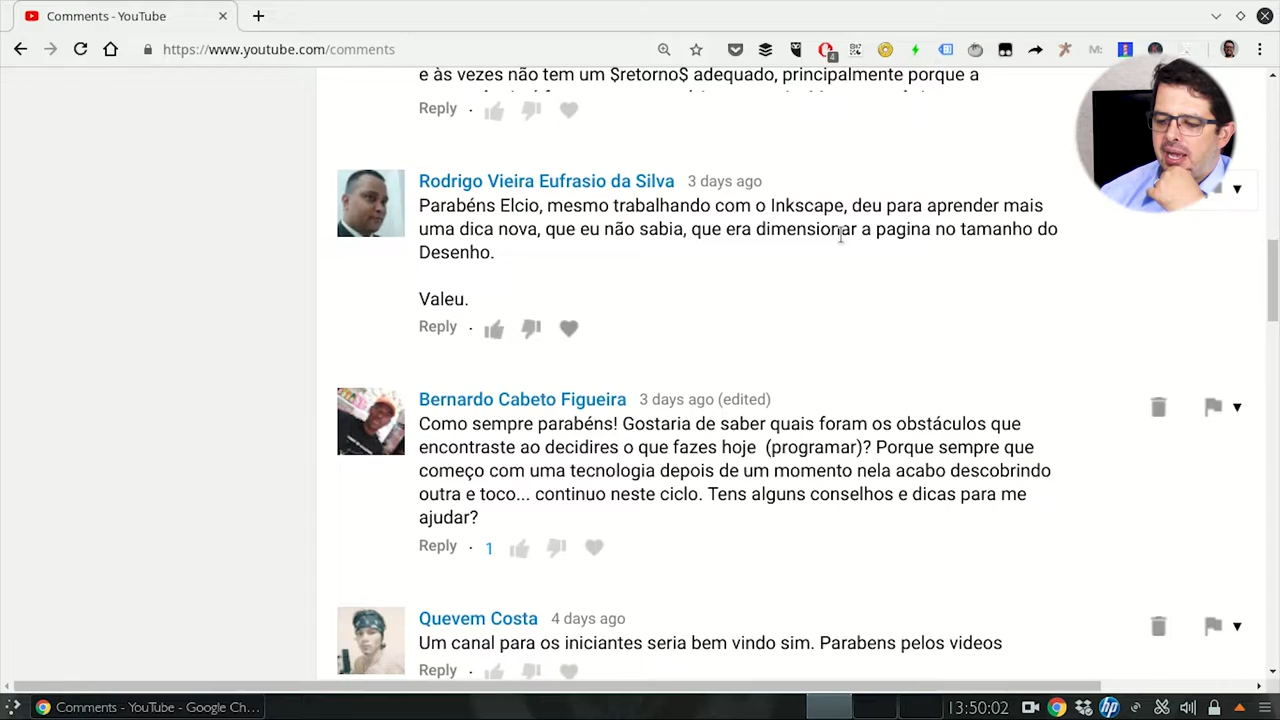 Comments - YouTube
https://www.youtube.com/comments
4
M:
e às vezes não tem um $retorno$ adequado, principalmente porque a
Reply ·
Rodrigo Vieira Eufrasio da Silva 3 days ago
Parabéns Elcio, mesmo trabalhando com o Inkscape, deu para aprender mais
uma dica nova, que eu não sabia, que era dimensionar a pagina no tamanho do
Desenho.
Valeu.
Reply ·
Bernardo Cabeto Figueira 3 days ago (edited)
Como sempre parabéns! Gostaria de saber quais foram os obstáculos que
encontraste ao decidires o que fazes hoje (programar)? Porque sempre que
começo com uma tecnologia depois de um momento nela acabo descobrindo
outra e toco... continuo neste ciclo. Tens alguns conselhos e dicas para me
ajudar?
Reply · 1
Quevem Costa 4 days ago
Um canal para os iniciantes seria bem vindo sim. Parabens pelos videos
Reply ·
Comments - YouTube - Google Ch...
hp
13:50:02